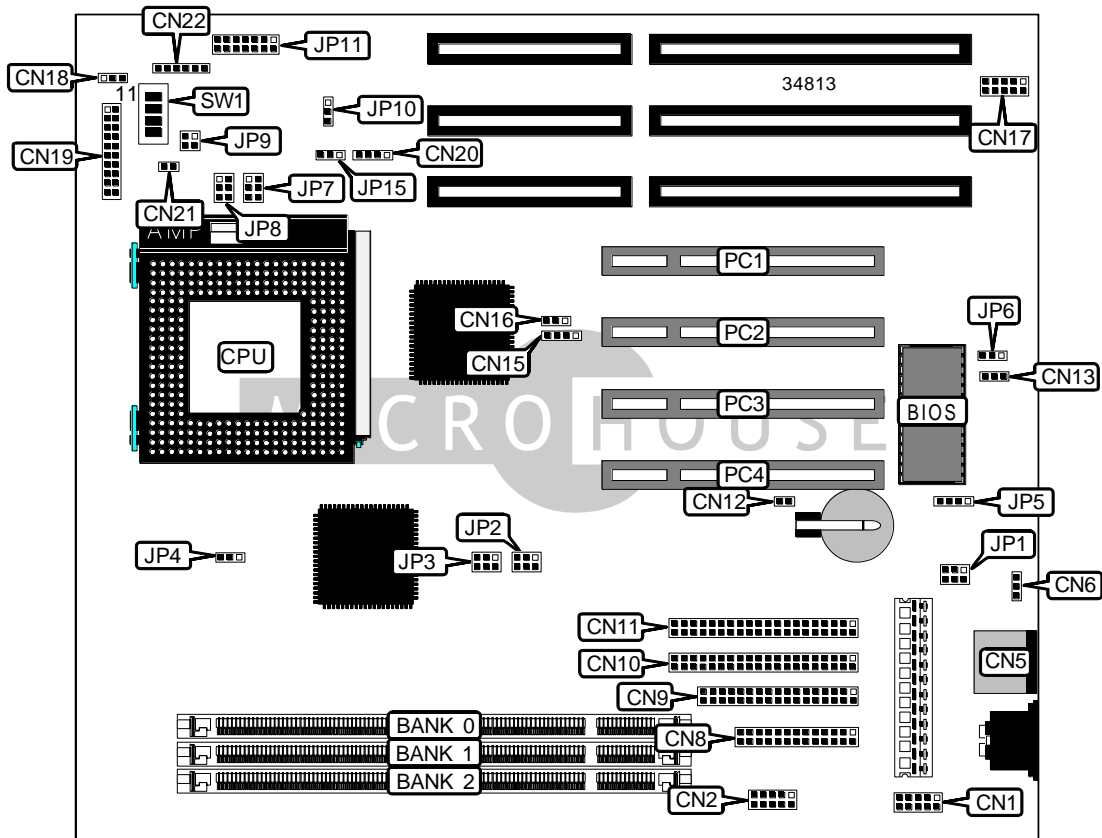 CN22
JP11
CN18
11
SW1
34813
JP10
CN17
JP9
CN19
CN20
JP15
JP7
CN21
JP8
AMP
PC1
CN16
JP6
PC2
CN15
CPU
CN13
PC3
BIOS
MICROHOUSE
PC4
CN12
JP5
JP2
JP1
JP4
JP3
CN6
CN11
CN10
CN5
CN9
BANK 0
CN8
BANK 1
BANK 2
CN2
CN1